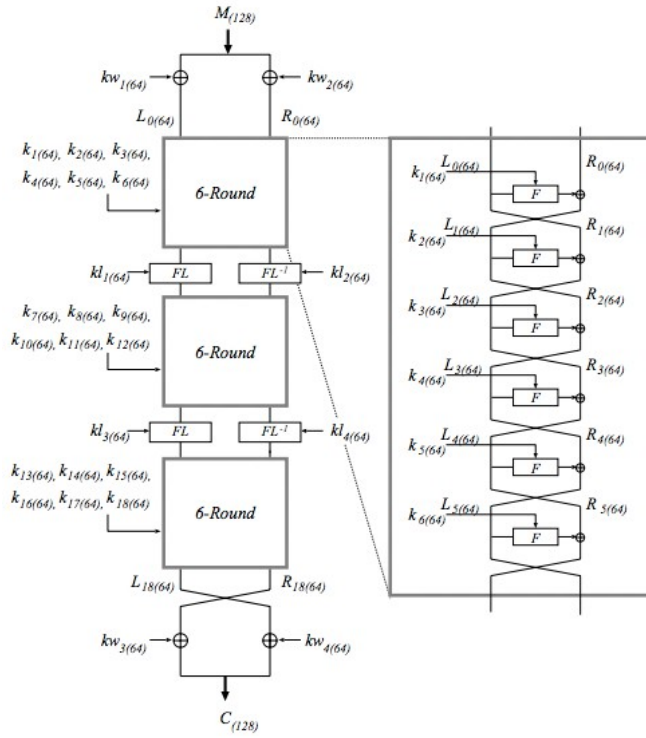 M(128)
kw1(64)
kw2(64)
L0(64)
R0(64)
k1(64), k2(64), k3(64),
k4(64), k5(64), k6(64)
6-Round
kl1(64)
FL
FL-1
kl2(64)
k7(64), k8(64), k9(64),
k10(64), k11(64), k12(64)
6-Round
kl3(64)
FL
FL-1
kl4(64)
k13(64), k14(64), k15(64),
k16(64), k17(64), k18(64)
6-Round
L18(64)
R18(64)
kw3(64)
kw4(64)
C(128)
L0(64)
R0(64)
k1(64)
F
L1(64)
R1(64)
k2(64)
F
L2(64)
R2(64)
k3(64)
F
L3(64)
R3(64)
k4(64)
F
L4(64)
R4(64)
k5(64)
F
L5(64)
R5(64)
k6(64)
F